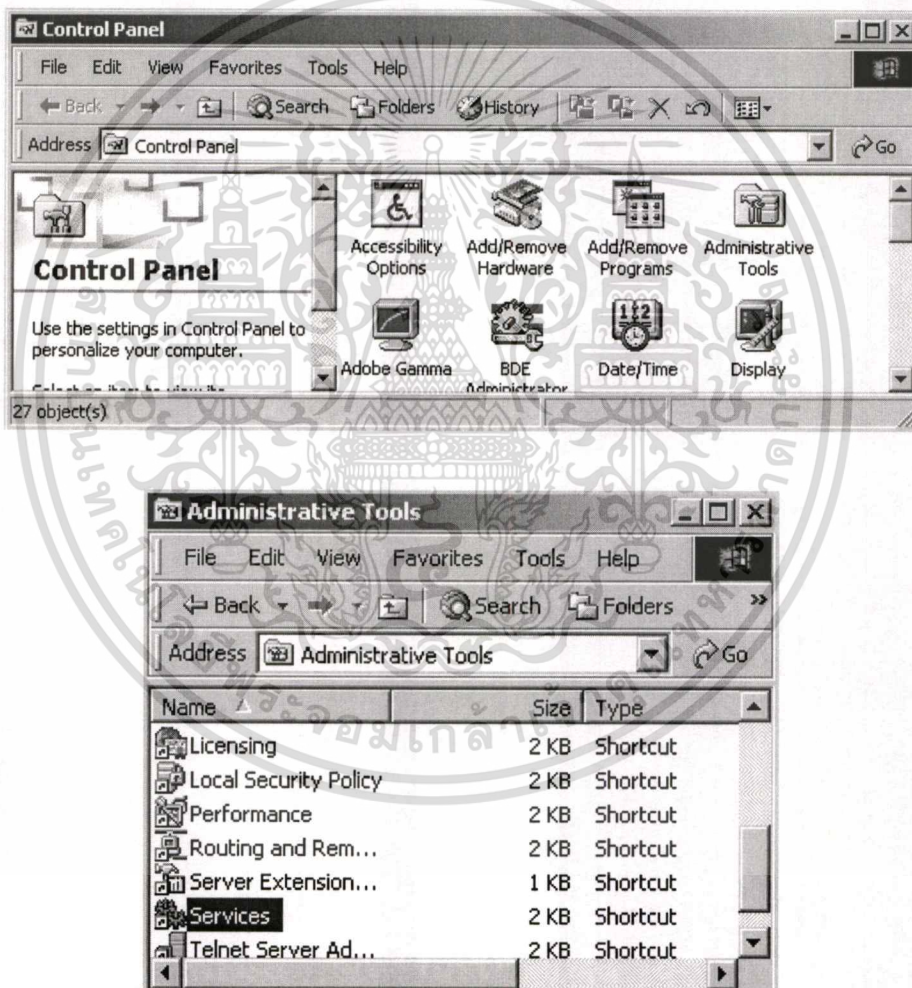 Control Panel
File Edit View Favorites Tools Help
Back Search Folders History
Address Control Panel Go
Control Panel
Use the settings in Control Panel to
personalize your computer.
Accessibility Options
Add/Remove Hardware
Add/Remove Programs
Administrative Tools
Adobe Gamma
BDE Administrator
Date/Time
Display
27 object(s)
Administrative Tools
File Edit View Favorites Tools Help
Back Search Folders »
Address Administrative Tools Go
Name Size Type
Licensing 2 KB Shortcut
Local Security Policy 2 KB Shortcut
Performance 2 KB Shortcut
Routing and Rem... 2 KB Shortcut
Server Extension... 1 KB Shortcut
Services 2 KB Shortcut
Telnet Server Ad... 2 KB Shortcut